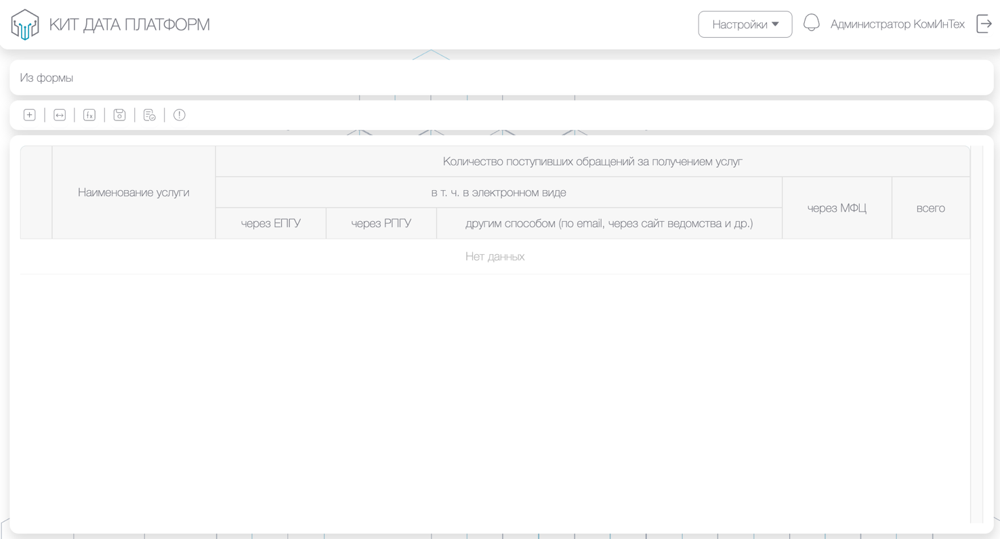 КИТ ДАТА ПЛАТФОРМ
Настройки
Администратор КомИнТех
Из формы
fx
Наименование услуги
Количество поступивших обращений за получением услуг
в т. ч. в электронном виде
через ЕПГУ
через РПГУ
другим способом (по email, через сайт ведомства и др.)
через МФЦ
всего
Нет данных